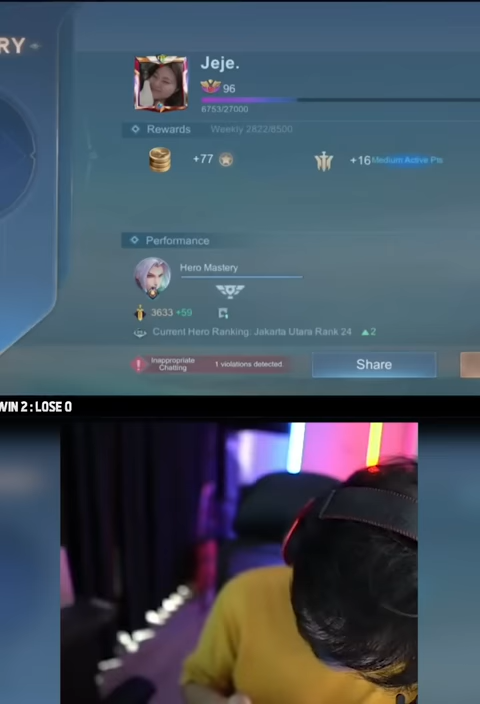 RY
Jeje.
96
6753/27000
Rewards Weekly 2822/8500
+77
+16 Medium Active Pts
Performance
Hero Mastery
3633 +59
Current Hero Ranking: Jakarta Utara Rank 24 2
Inappropriate
Chatting
1 violations detected.
Share
WIN 2 : LOSE 0